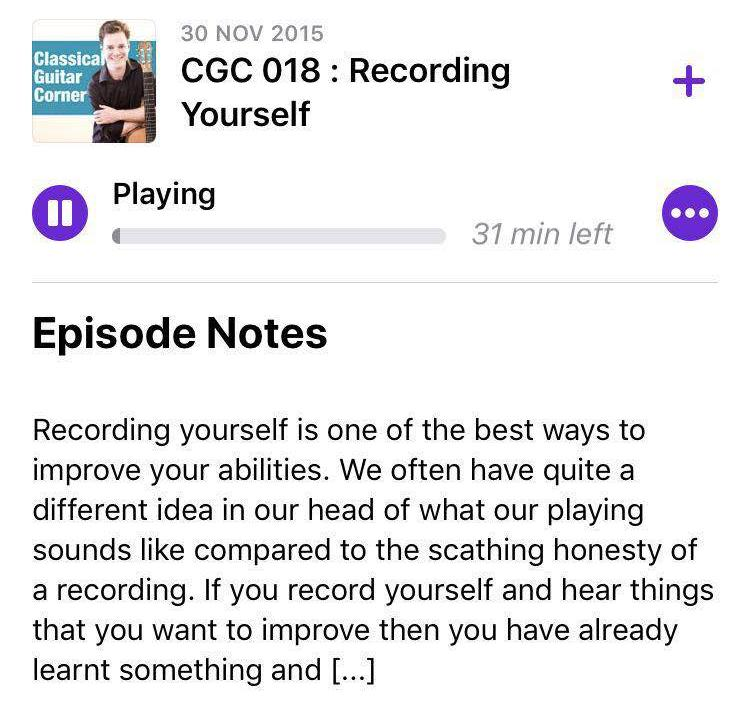 Classical
Guitar
Corner
30 NOV 2015
CGC 018 : Recording
Yourself
Playing
31 min left
Episode Notes
Recording yourself is one of the best ways to
improve your abilities. We often have quite a
different idea in our head of what our playing
sounds like compared to the scathing honesty of
a recording. If you record yourself and hear things
that you want to improve then you have already
learnt something and [...]